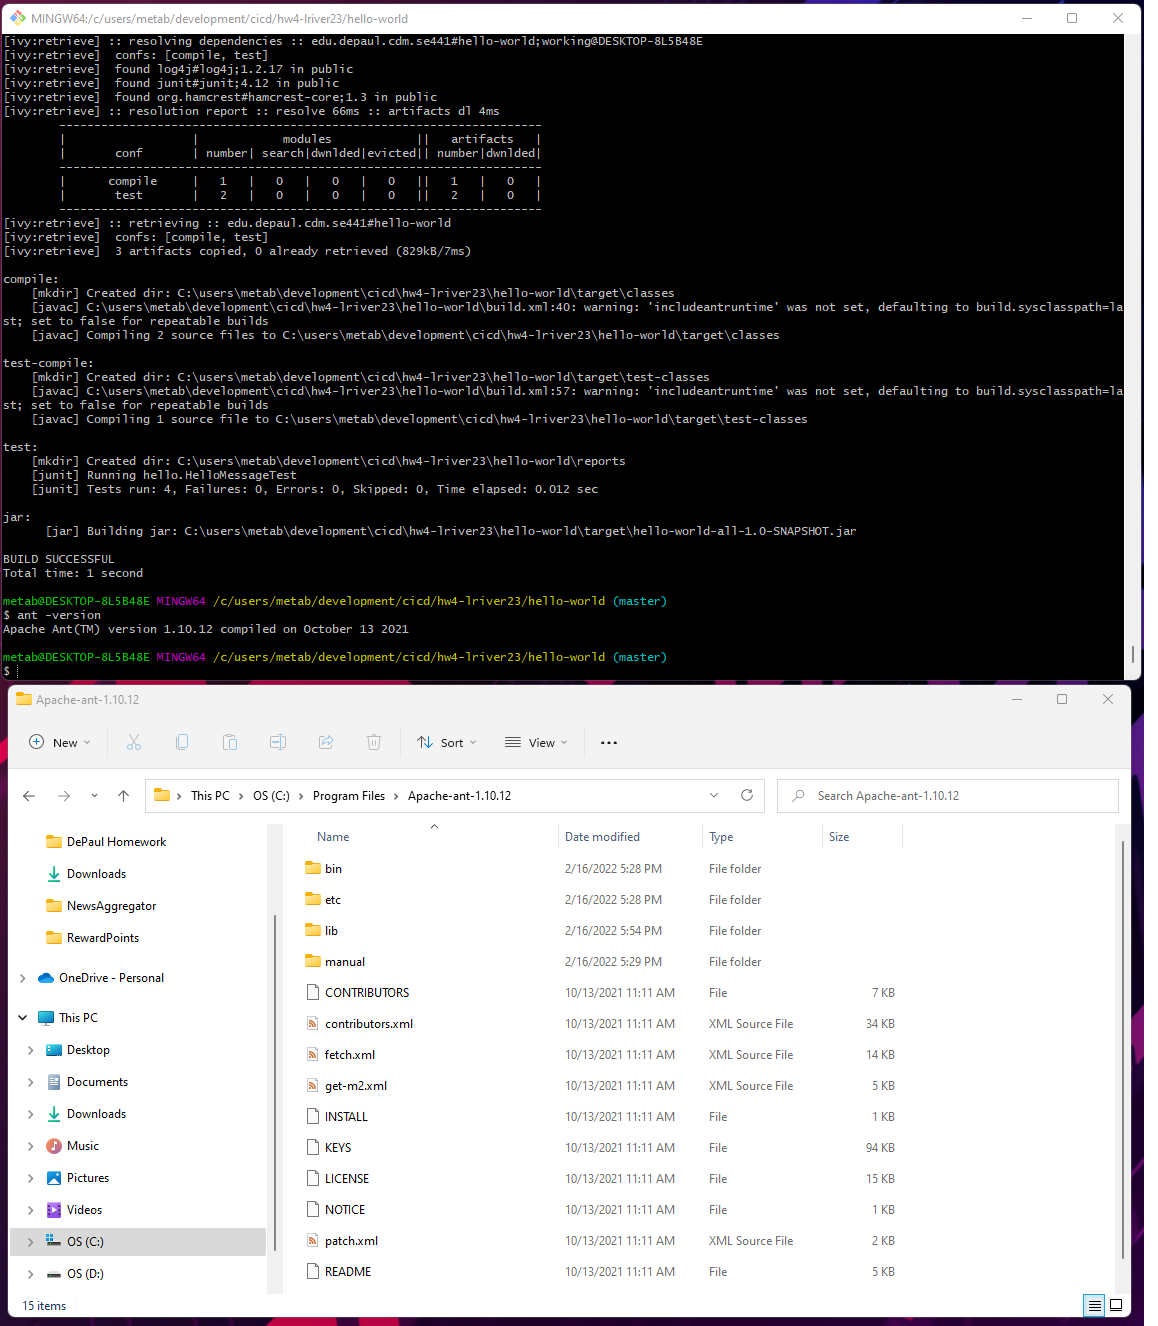 MINGW64:/c/users/metab/development/cicd/hw4-lriver23/hello-world
[ivy:retrieve] :: resolving dependencies :: edu.depaul.cdm.se441#hello-world;working@DESKTOP-8L5B48E
[ivy:retrieve]  confs: [compile, test]
[ivy:retrieve]  found log4j#log4j;1.2.17 in public
[ivy:retrieve]  found junit#junit;4.12 in public
[ivy:retrieve]  found org.hamcrest#hamcrest-core;1.3 in public
[ivy:retrieve] :: resolution report :: resolve 66ms :: artifacts dl 4ms
---------------------------------------------------------------------
|                  |            modules            ||   artifacts   |
|       conf       | number| search|dwnlded|evicted|| number|dwnlded|
---------------------------------------------------------------------
|      compile     |   1   |   0   |   0   |   0   ||   1   |   0   |
|       test       |   2   |   0   |   0   |   0   ||   2   |   0   |
---------------------------------------------------------------------
[ivy:retrieve] :: retrieving :: edu.depaul.cdm.se441#hello-world
[ivy:retrieve]  confs: [compile, test]
[ivy:retrieve]  3 artifacts copied, 0 already retrieved (829kB/7ms)
compile:
[mkdir] Created dir: C:\users\metab\development\cicd\hw4-lriver23\hello-world\target\classes
[javac] C:\users\metab\development\cicd\hw4-lriver23\hello-world\build.xml:40: warning: 'includeantruntime' was not set, defaulting to build.sysclasspath=la
st; set to false for repeatable builds
[javac] Compiling 2 source files to C:\users\metab\development\cicd\hw4-lriver23\hello-world\target\classes
test-compile:
[mkdir] Created dir: C:\users\metab\development\cicd\hw4-lriver23\hello-world\target\test-classes
[javac] C:\users\metab\development\cicd\hw4-lriver23\hello-world\build.xml:57: warning: 'includeantruntime' was not set, defaulting to build.sysclasspath=la
st; set to false for repeatable builds
[javac] Compiling 1 source file to C:\users\metab\development\cicd\hw4-lriver23\hello-world\target\test-classes
test:
[mkdir] Created dir: C:\users\metab\development\cicd\hw4-lriver23\hello-world\reports
[junit] Running hello.HelloMessageTest
[junit] Tests run: 4, Failures: 0, Errors: 0, Skipped: 0, Time elapsed: 0.012 sec
jar:
[jar] Building jar: C:\users\metab\development\cicd\hw4-lriver23\hello-world\target\hello-world-all-1.0-SNAPSHOT.jar
BUILD SUCCESSFUL
Total time: 1 second
metab@DESKTOP-8L5B48E MINGW64 /c/users/metab/development/cicd/hw4-lriver23/hello-world (master)
$ ant -version
Apache Ant(TM) version 1.10.12 compiled on October 13 2021
metab@DESKTOP-8L5B48E MINGW64 /c/users/metab/development/cicd/hw4-lriver23/hello-world (master)
$
Apache-ant-1.10.12
New Sort View ...
This PC > OS (C:) > Program Files > Apache-ant-1.10.12
Search Apache-ant-1.10.12
DePaul Homework
Downloads
NewsAggregator
RewardPoints
OneDrive - Personal
This PC
Desktop
Documents
Downloads
Music
Pictures
Videos
OS (C:)
OS (D:)
Name Date modified Type Size
bin 2/16/2022 5:28 PM File folder
etc 2/16/2022 5:28 PM File folder
lib 2/16/2022 5:54 PM File folder
manual 2/16/2022 5:29 PM File folder
CONTRIBUTORS 10/13/2021 11:11 AM File 7 KB
contributors.xml 10/13/2021 11:11 AM XML Source File 34 KB
fetch.xml 10/13/2021 11:11 AM XML Source File 14 KB
get-m2.xml 10/13/2021 11:11 AM XML Source File 5 KB
INSTALL 10/13/2021 11:11 AM File 1 KB
KEYS 10/13/2021 11:11 AM File 94 KB
LICENSE 10/13/2021 11:11 AM File 15 KB
NOTICE 10/13/2021 11:11 AM File 1 KB
patch.xml 10/13/2021 11:11 AM XML Source File 2 KB
README 10/13/2021 11:11 AM File 5 KB
15 items